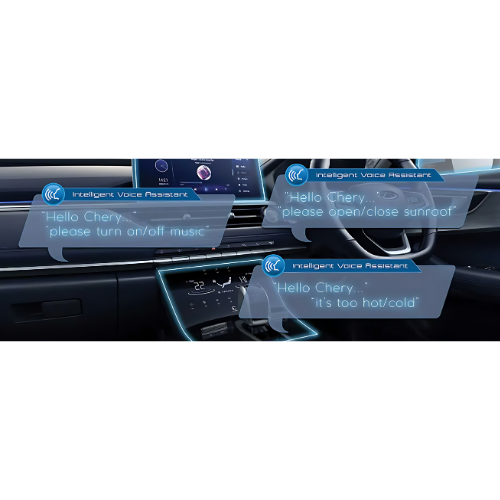 Intelligent Voice Assistant
"Hello Chery..."
"please turn on/off music"
Intelligent Voice Assistant
"Hello Chery..."
"please open/close sunroof"
22
Intelligent Voice Assistant
"Hello Chery..."
"it's too hot/cold"